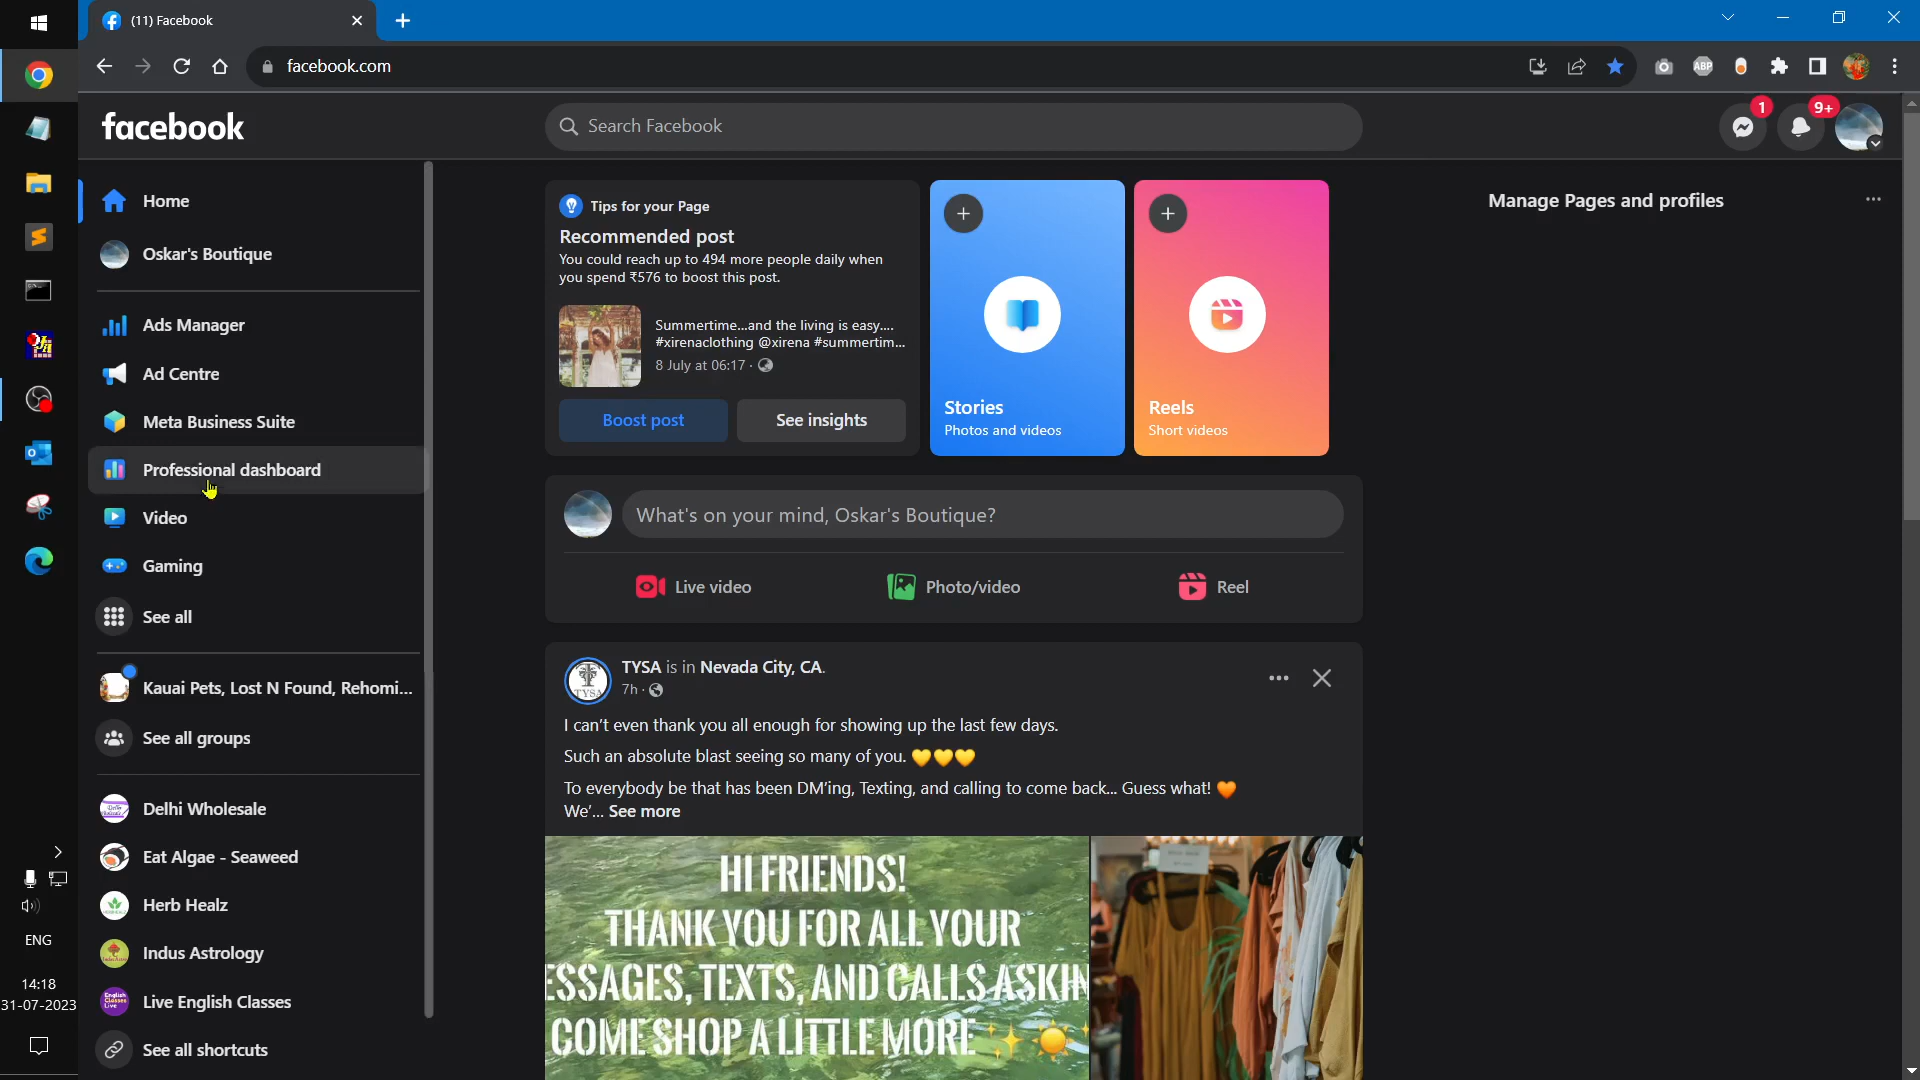 (11) Facebook
facebook.com
ABP
facebook
Search Facebook
1
9+
Home
Oskar's Boutique
Ads Manager
Ad Centre
Meta Business Suite
Professional dashboard
Video
Gaming
See all
Kauai Pets, Lost N Found, Rehomi...
See all groups
Delhi Wholesale
Eat Algae - Seaweed
Herb Healz
Indus Astrology
Live English Classes
See all shortcuts
Tips for your Page
Recommended post
You could reach up to 494 more people daily when
you spend ₹576 to boost this post.
Summertime...and the living is easy....
#xirenaclothing @xirena #summertim...
8 July at 06:17 ·
Boost post
See insights
Stories
Photos and videos
Reels
Short videos
Manage Pages and profiles
What's on your mind, Oskar's Boutique?
Live video
Photo/video
Reel
TYSA is in Nevada City, CA.
7h ·
TYSA
I can't even thank you all enough for showing up the last few days.
Such an absolute blast seeing so many of you. 💛💛💛
To everybody be that has been DM'ing, Texting, and calling to come back... Guess what! 🧡
We'... See more
HI FRIENDS!
THANK YOU FOR ALL YOUR
ESSAGES, TEXTS, AND CALLS ASKIN
COME SHOP A LITTLE MORE ✨☀️
ENG
14:18
31-07-2023